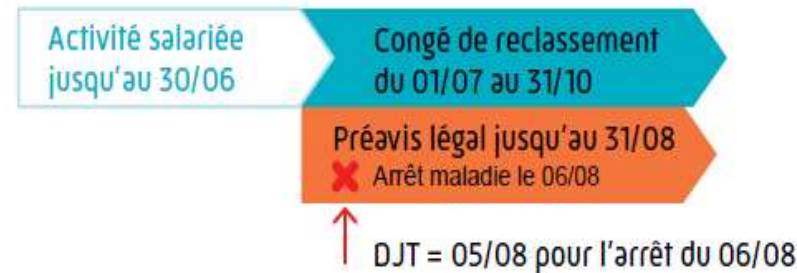 Activité salariée
jusqu'au 30/06
Congé de reclassement
du 01/07 au 31/10
Préavis légal jusqu'au 31/08
Arrêt maladie le 06/08
DJT = 05/08 pour l'arrêt du 06/08